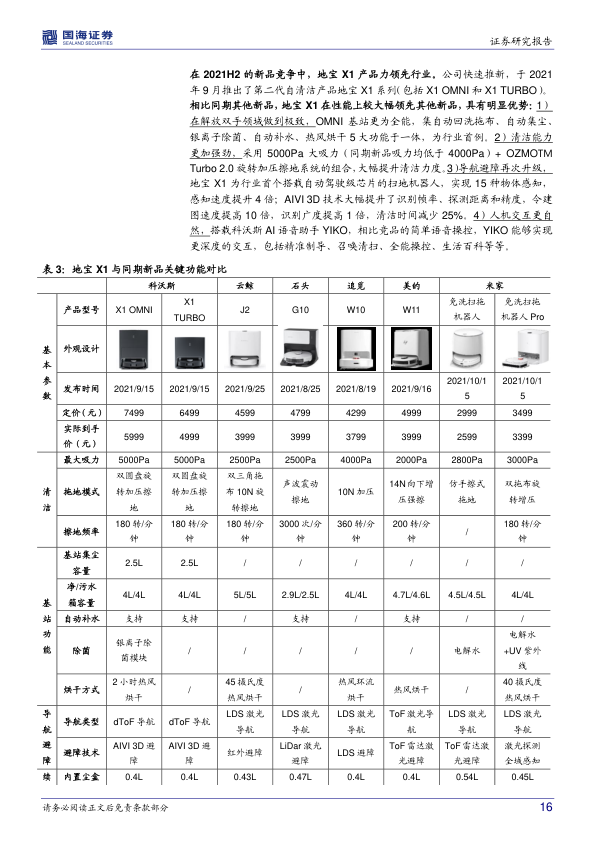 国海证券
SEALAND SECURITIES
证券研究报告
在 2021H2 的新品竞争中，地宝 X1 产品力领先行业。公司快速推新，于 2021
年 9 月推出了第二代自清洁产品地宝 X1 系列（包括 X1 OMNI 和 X1 TURBO）。
相比同期其他新品，地宝 X1 在性能上较大幅领先其他新品，具有明显优势：1）
在解放双手领域做到极致，OMNI 基站更为全能，集自动回洗拖布、自动集尘、
银离子除菌、自动补水、热风烘干 5 大功能于一体，为行业首例。2）清洁能力
更加强劲，采用 5000Pa 大吸力（同期新品吸力均低于 4000Pa）+ OZMOTM
Turbo 2.0 旋转加压擦地系统的组合，大幅提升清洁力度。3）导航避障再次升级，
地宝 X1 为行业首个搭载自动驾驶级芯片的扫地机器人，实现 15 种物体感知，
感知速度提升 4 倍；AIVI 3D 技术大幅提升了识别帧率、探测距离和精度，令建
图速度提高 10 倍，识别广度提高 1 倍，清洁时间减少 25%。4）人机交互更自
然，搭载科沃斯 AI 语音助手 YIKO，相比竞品的简单语音操控，YIKO 能够实现
更深度的交互，包括精准制导、召唤清扫、全能操控、生活百科等等。
表 3：地宝 X1 与同期新品关键功能对比
科沃斯 云鲸 石头 追觅 美的 米家
基本参数
产品型号 X1 OMNI X1 TURBO J2 G10 W10 W11 免洗扫拖机器人 免洗扫拖机器人 Pro
外观设计
发布时间 2021/9/15 2021/9/15 2021/9/25 2021/8/25 2021/8/19 2021/9/16 2021/10/15 2021/10/15
定价（元） 7499 6499 4599 4799 4299 4999 2999 3499
实际到手价（元） 5999 4999 3999 3999 3799 3999 2599 3399
清洁
最大吸力 5000Pa 5000Pa 2500Pa 2500Pa 4000Pa 2000Pa 2800Pa 3000Pa
拖地模式 双圆盘旋转加压擦地 双圆盘旋转加压擦地 双三角拖布 10N 旋转擦地 声波震动擦地 10N 加压 14N 向下增压强擦 仿手擦式拖地 双拖布旋转增压
擦地频率 180 转/分钟 180 转/分钟 180 转/分钟 3000 次/分钟 360 转/分钟 200 转/分钟 / 180 转/分钟
基站功能
基站集尘容量 2.5L 2.5L / / / / / /
净/污水箱容量 4L/4L 4L/4L 5L/5L 2.9L/2.5L 4L/4L 4.7L/4.6L 4.5L/4.5L 4L/4L
自动补水 支持 支持 / 支持 / 支持 / /
除菌 银离子除菌模块 / / / / / 电解水 电解水+UV 紫外线
烘干方式 2 小时热风烘干 / 45 摄氏度热风烘干 / 热风环流烘干 热风烘干 / 40 摄氏度热风烘干
导航避障
导航类型 dToF 导航 dToF 导航 LDS 激光导航 LDS 激光导航 LDS 激光导航 ToF 激光导航 LDS 激光导航 LDS 激光导航
避障技术 AIVI 3D 避障 AIVI 3D 避障 红外避障 LiDar 激光避障 LDS 避障 ToF 雷达激光避障 ToF 雷达激光避障 激光探测全域感知
续 内置尘盒 0.4L 0.4L 0.43L 0.47L 0.4L 0.4L 0.54L 0.45L
请务必阅读正文后免责条款部分
16